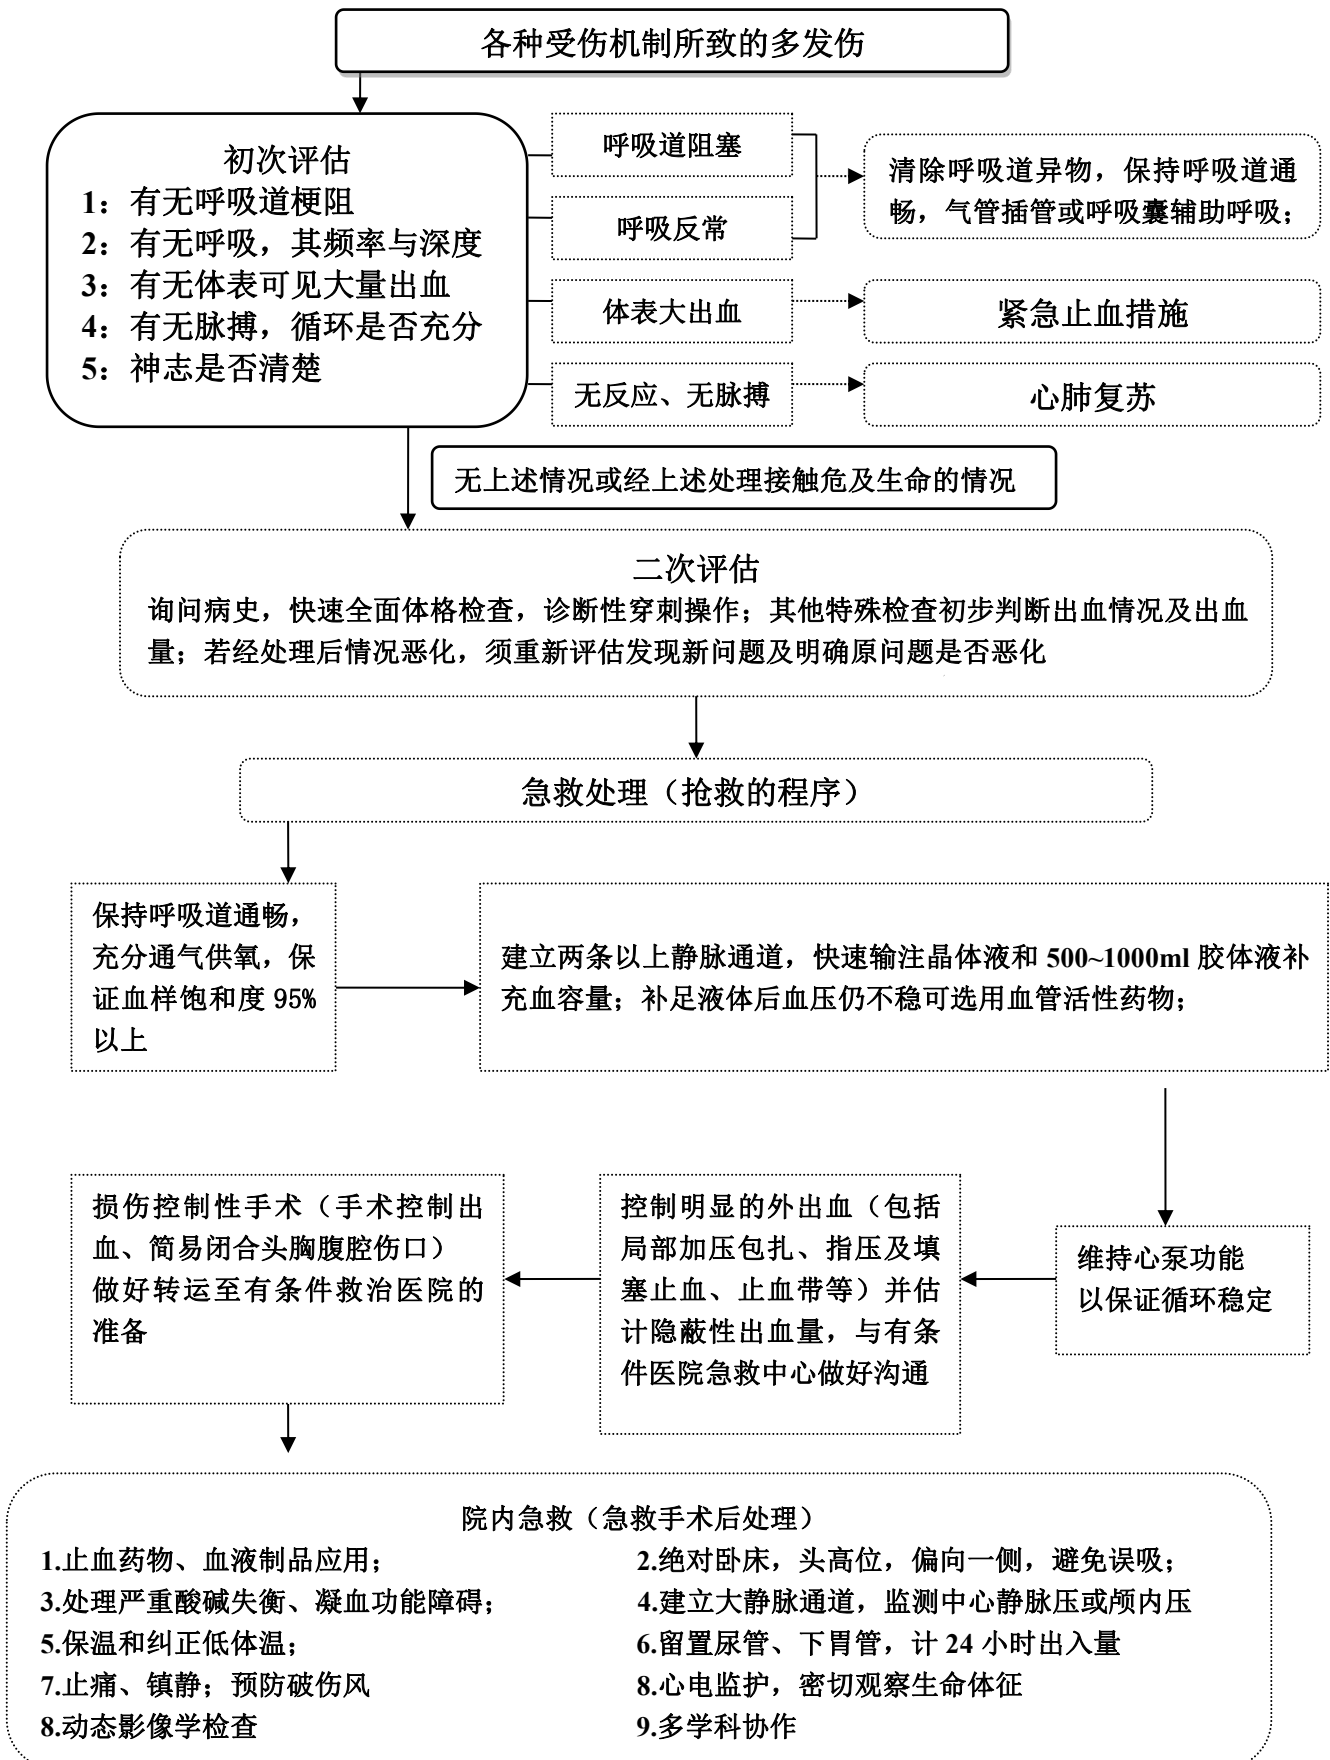 各种受伤机制所致的多发伤
初次评估
1：有无呼吸道梗阻
2：有无呼吸，其频率与深度
3：有无体表可见大量出血
4：有无脉搏，循环是否充分
5：神志是否清楚
呼吸道阻塞
呼吸反常
体表大出血
无反应、无脉搏
清除呼吸道异物，保持呼吸道通
畅，气管插管或呼吸囊辅助呼吸；
紧急止血措施
心肺复苏
无上述情况或经上述处理接触危及生命的情况
二次评估
询问病史，快速全面体格检查，诊断性穿刺操作；其他特殊检查初步判断出血情况及出血
量；若经处理后情况恶化，须重新评估发现新问题及明确原问题是否恶化
急救处理（抢救的程序）
保持呼吸道通畅，
充分通气供氧，保
证血样饱和度 95%
以上
建立两条以上静脉通道，快速输注晶体液和 500~1000ml 胶体液补
充血容量；补足液体后血压仍不稳可选用血管活性药物；
维持心泵功能
以保证循环稳定
控制明显的外出血（包括
局部加压包扎、指压及填
塞止血、止血带等）并估
计隐蔽性出血量，与有条
件医院急救中心做好沟通
损伤控制性手术（手术控制出
血、简易闭合头胸腹腔伤口）
做好转运至有条件救治医院的
准备
院内急救（急救手术后处理）
1.止血药物、血液制品应用； 2.绝对卧床，头高位，偏向一侧，避免误吸；
3.处理严重酸碱失衡、凝血功能障碍； 4.建立大静脉通道，监测中心静脉压或颅内压
5.保温和纠正低体温； 6.留置尿管、下胃管，计 24 小时出入量
7.止痛、镇静；预防破伤风 8.心电监护，密切观察生命体征
8.动态影像学检查 9.多学科协作